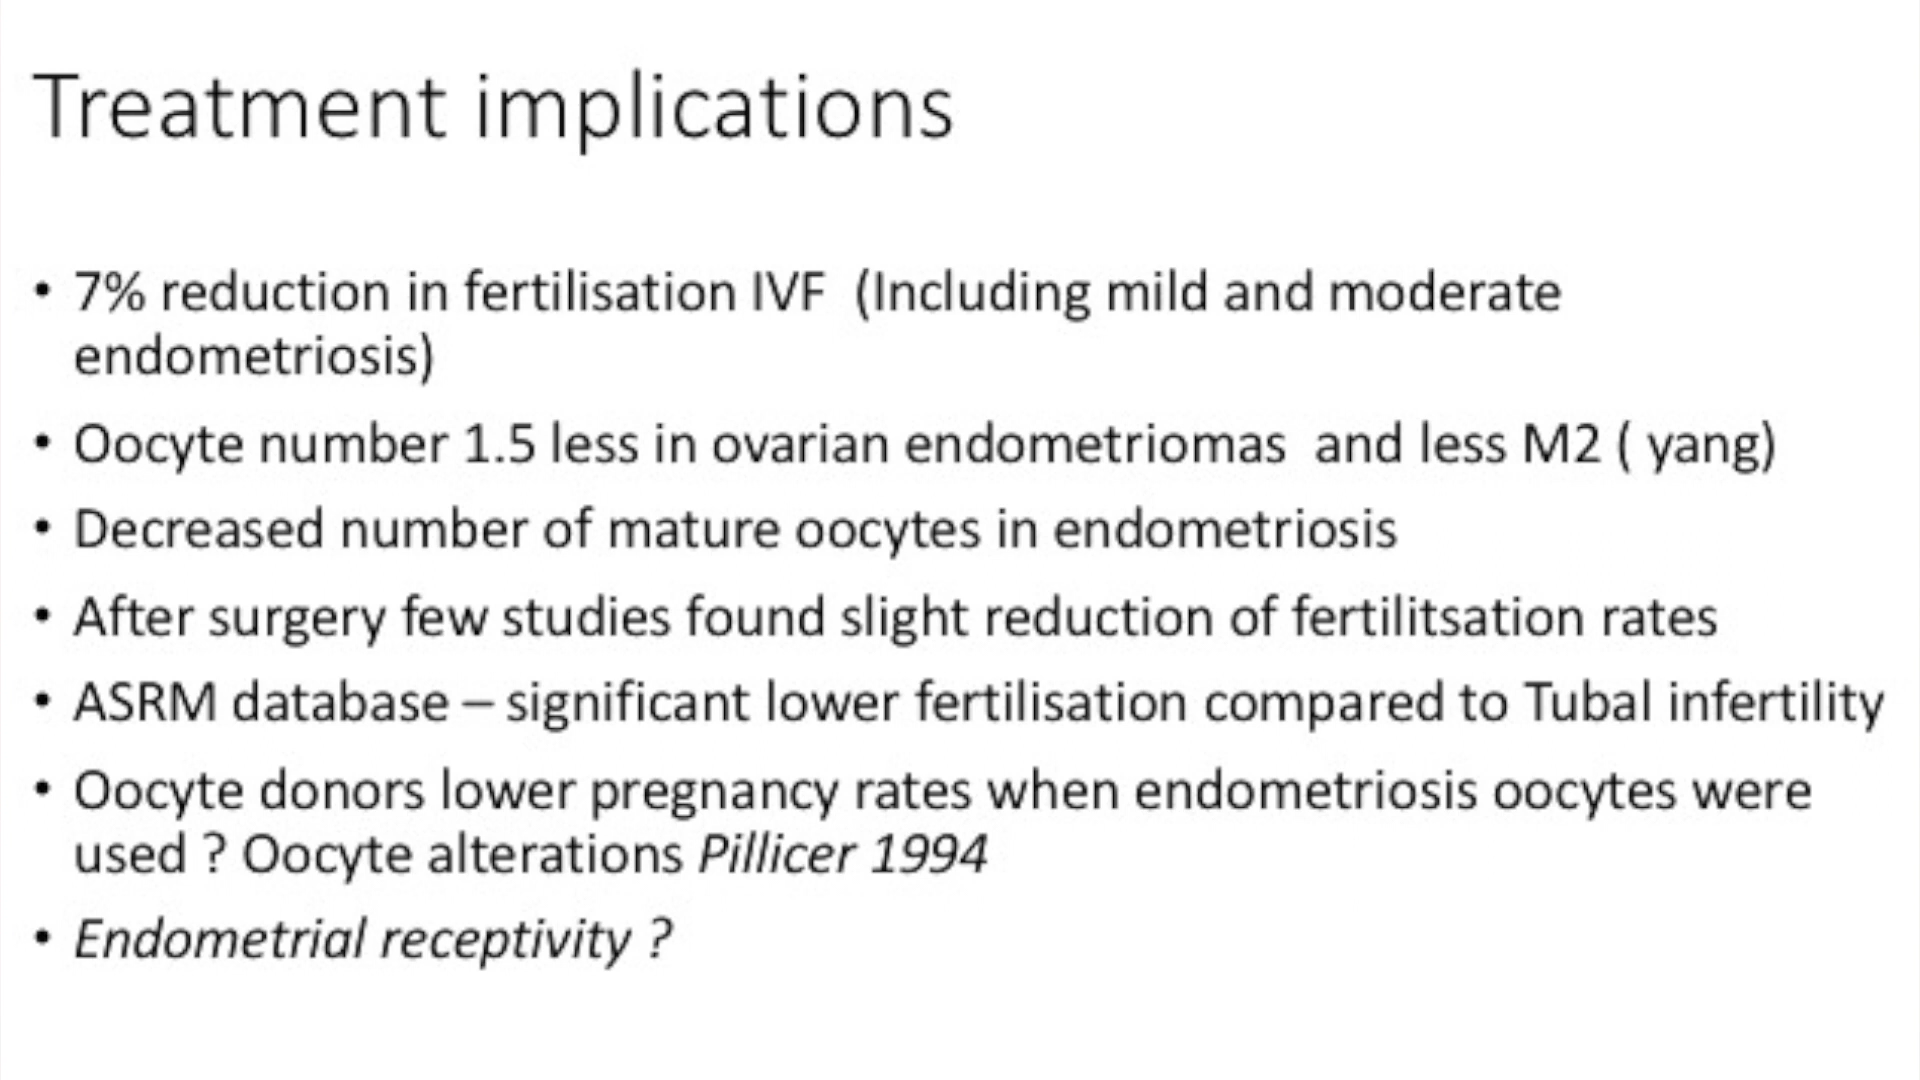 Treatment implications
• 7% reduction in fertilisation IVF (Including mild and moderate
endometriosis)
• Oocyte number 1.5 less in ovarian endometriomas and less M2 ( yang)
• Decreased number of mature oocytes in endometriosis
• After surgery few studies found slight reduction of fertilitsation rates
• ASRM database – significant lower fertilisation compared to Tubal infertility
• Oocyte donors lower pregnancy rates when endometriosis oocytes were
used ? Oocyte alterations Pillicer 1994
• Endometrial receptivity ?